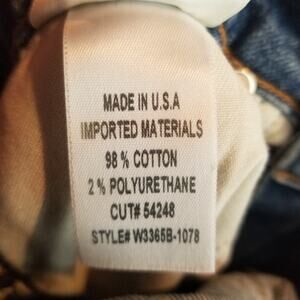 MADE IN U.S.A
IMPORTED MATERIALS
98 % COTTON
2 % POLYURETHANE
CUT# 54248
STYLE# W3365B-1078